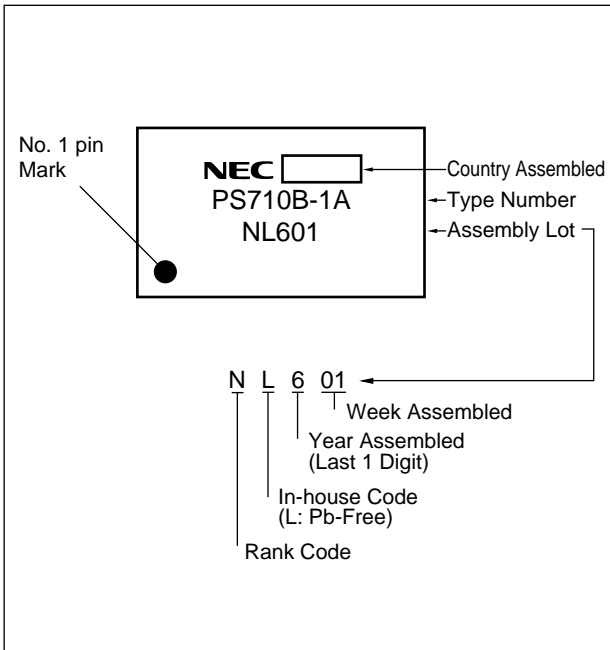 No. 1 pin
Mark
NEC
Country Assembled
PS710B-1A
Type Number
NL601
Assembly Lot
N L 6 01
Week Assembled
Year Assembled
(Last 1 Digit)
In-house Code
(L: Pb-Free)
Rank Code